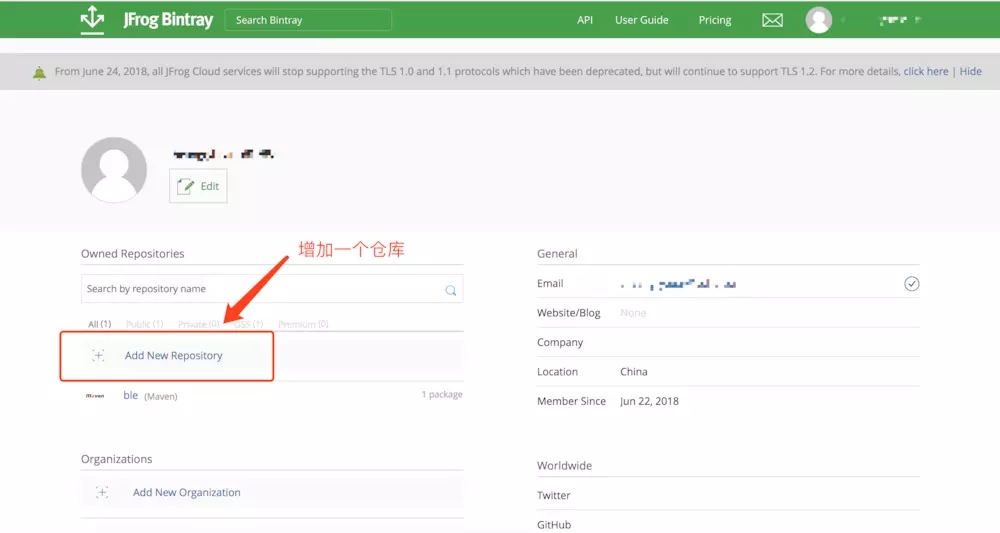 JFrog Bintray
Search Bintray
API User Guide Pricing
From June 24, 2018, all JFrog Cloud services will stop supporting the TLS 1.0 and 1.1 protocols which have been deprecated, but will continue to support TLS 1.2. For more details, click here | Hide
Edit
增加一个仓库
Owned Repositories
Search by repository name
All (1) Public (1) Private (0) OSS (1) Premium (0)
Add New Repository
Maven ble (Maven) 1 package
Organizations
Add New Organization
General
Email
Website/Blog None
Company
Location China
Member Since Jun 22, 2018
Worldwide
Twitter
GitHub